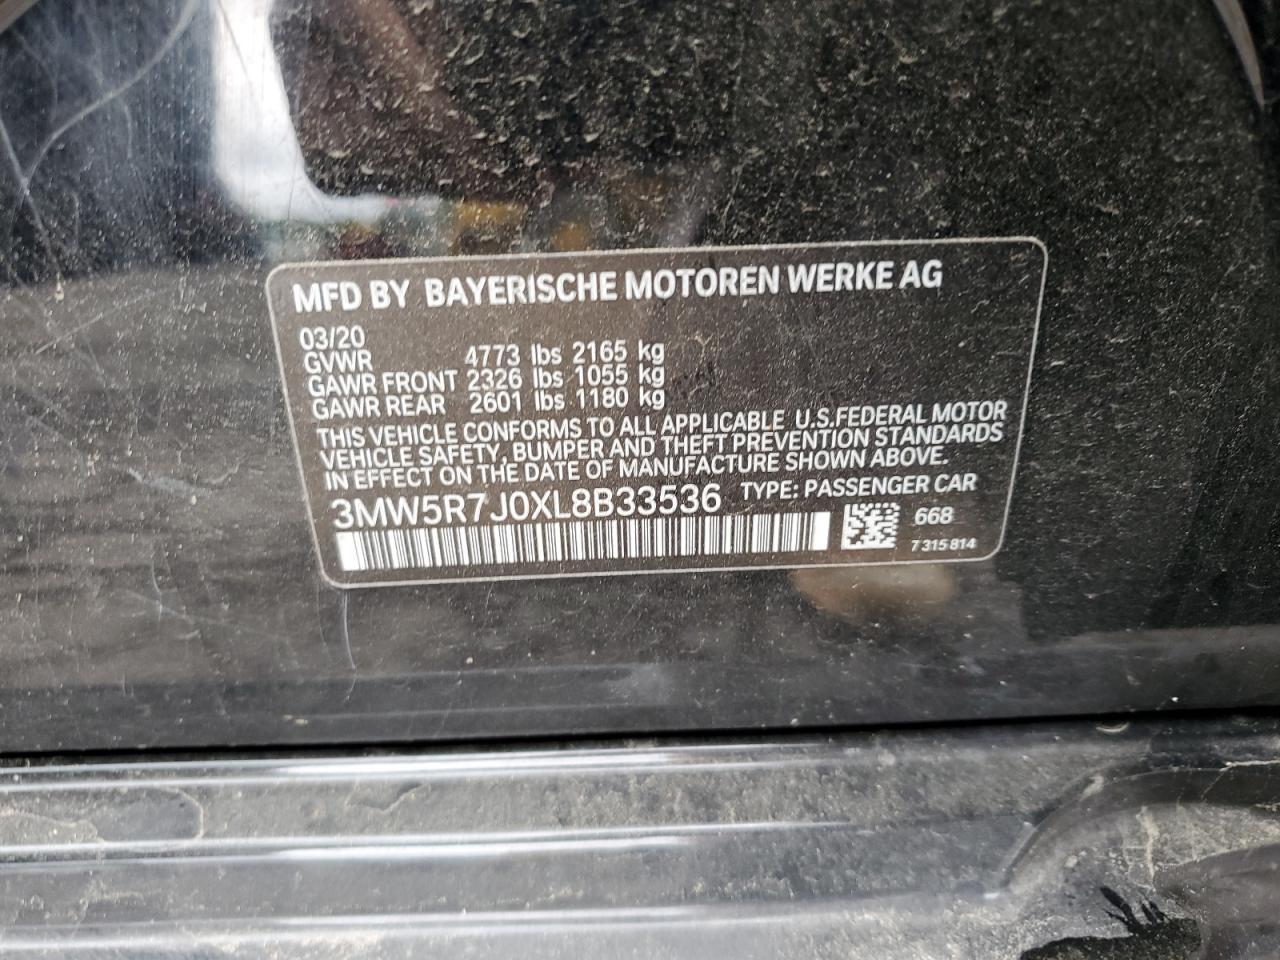 MFD BY BAYERISCHE MOTOREN WERKE AG
03/20
GVWR 4773 lbs 2165 kg
GAWR FRONT 2326 lbs 1055 kg
GAWR REAR 2601 lbs 1180 kg
THIS VEHICLE CONFORMS TO ALL APPLICABLE U.S.FEDERAL MOTOR
VEHICLE SAFETY, BUMPER AND THEFT PREVENTION STANDARDS
IN EFFECT ON THE DATE OF MANUFACTURE SHOWN ABOVE.
3MW5R7J0XL8B33536 TYPE: PASSENGER CAR
668
7 315 814